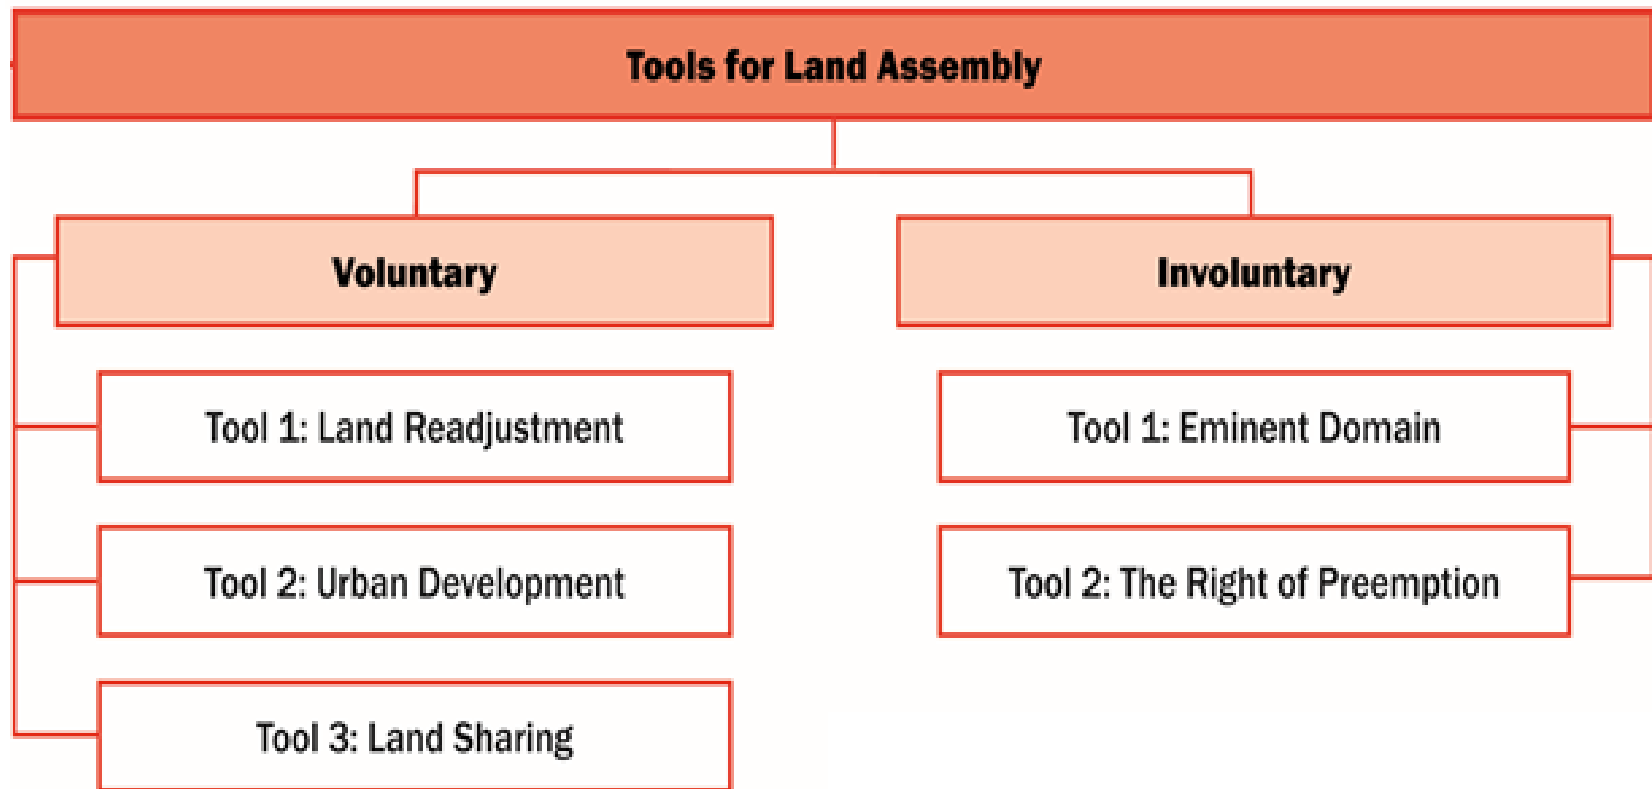 Tools for Land Assembly
Voluntary
Involuntary
Tool 1: Land Readjustment
Tool 1: Eminent Domain
Tool 2: Urban Development
Tool 2: The Right of Preemption
Tool 3: Land Sharing